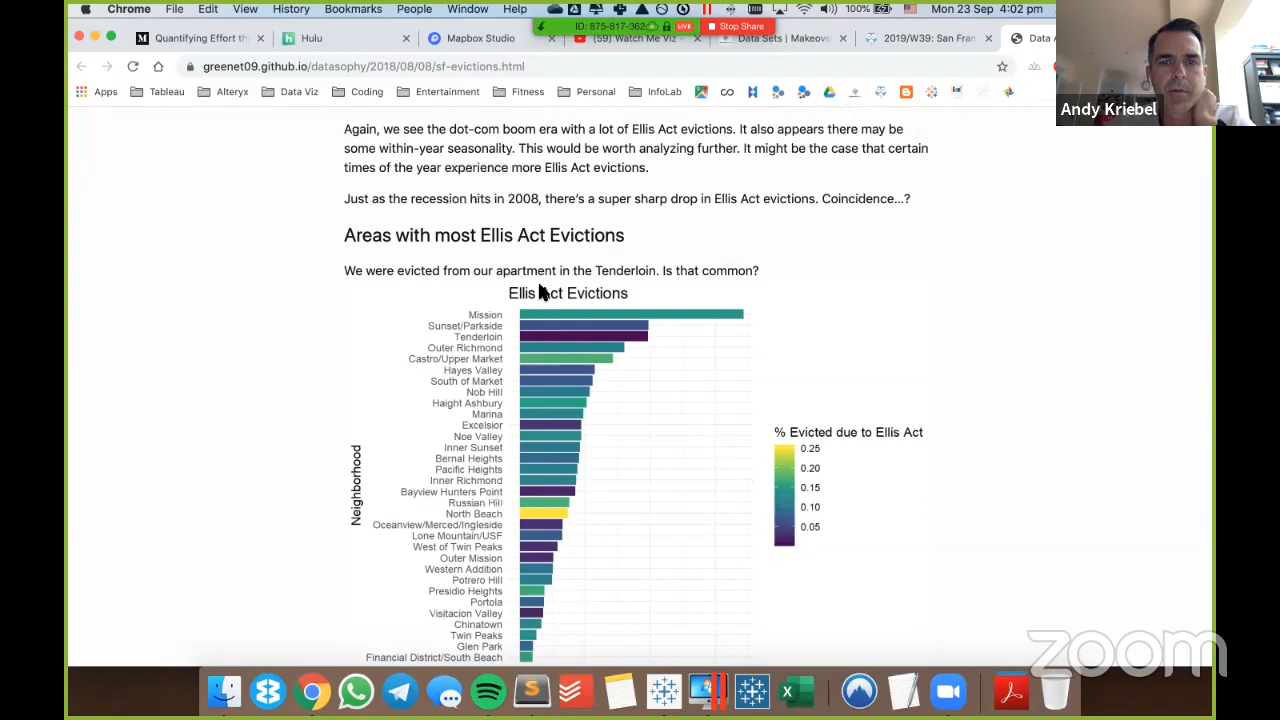 Chrome File Edit View History Bookmarks People Window Help 100% Mon 23 Sep 4:02 pm
ID: 875-817-362 LIVE Stop Share
Quantifying Effort th Hulu Mapbox Studio (59) Watch Me Viz - Data Sets | Makeove 2019/W39: San Fran Data A
greenet09.github.io/datasophy/2018/08/08/sf-evictions.html
Apps Tableau Alteryx Data Viz Coding Entertainment Fitness Personal InfoLab
Andy Kriebel
Again, we see the dot-com boom era with a lot of Ellis Act evictions. It also appears there may be
some within-year seasonality. This would be worth analyzing further. It might be the case that certain
times of the year experience more Ellis Act evictions.
Just as the recession hits in 2008, there's a super sharp drop in Ellis Act evictions. Coincidence...?
Areas with most Ellis Act Evictions
We were evicted from our apartment in the Tenderloin. Is that common?
Ellis Act Evictions
Neighborhood
Mission
Sunset/Parkside
Tenderloin
Outer Richmond
Castro/Upper Market
Hayes Valley
South of Market
Nob Hill
Haight Ashbury
Marina
Excelsior
Noe Valley
Inner Sunset
Bernal Heights
Pacific Heights
Inner Richmond
Bayview Hunters Point
Russian Hill
North Beach
Oceanview/Merced/Ingleside
Lone Mountain/USF
West of Twin Peaks
Outer Mission
Western Addition
Potrero Hill
Presidio Heights
Portola
Visitacion Valley
Chinatown
Twin Peaks
Glen Park
Financial District/South Beach
% Evicted due to Ellis Act
0.25
0.20
0.15
0.10
0.05
zoom